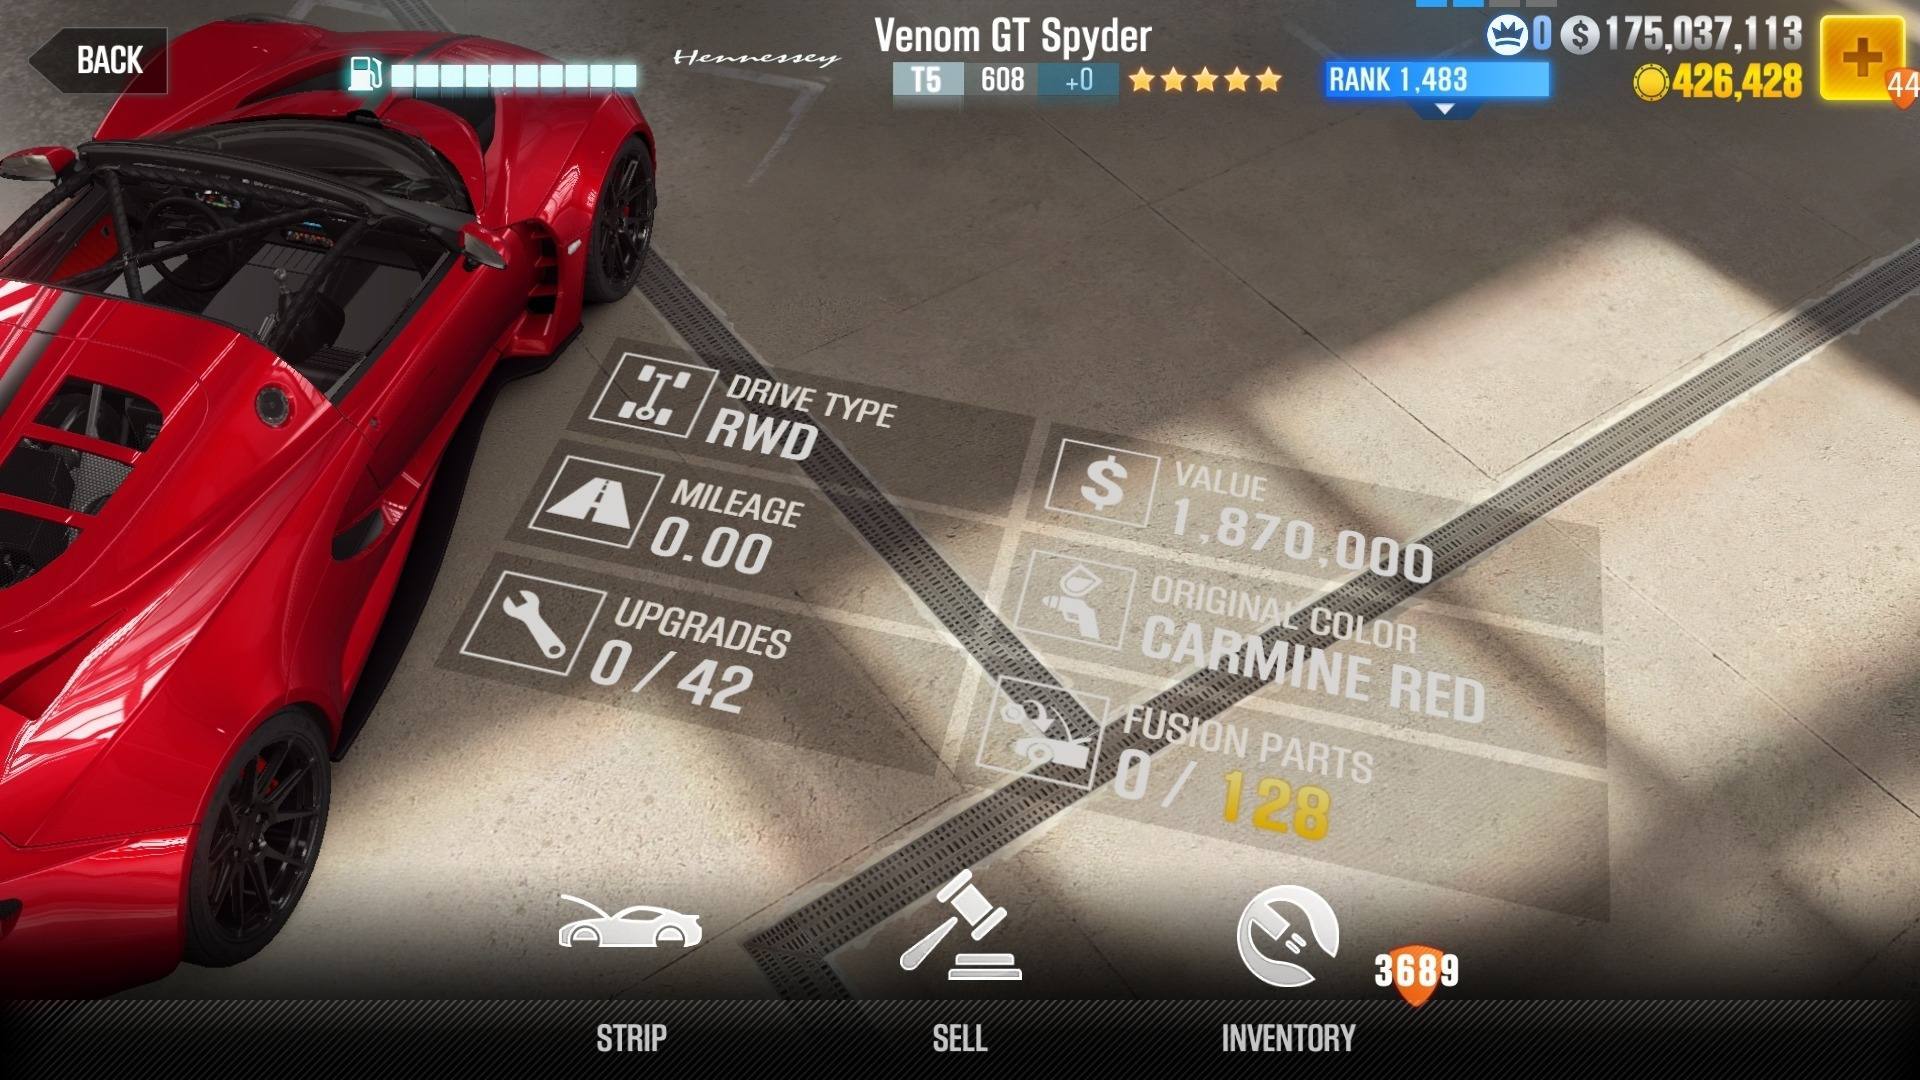 BACK
Hennessey
Venom GT Spyder
T5 608 +0
RANK 1,483
0 $ 175,037,113
426,428
44
DRIVE TYPE
RWD
MILEAGE
0.00
UPGRADES
0 / 42
$ VALUE
1,870,000
ORIGINAL COLOR
CARMINE RED
FUSION PARTS
0 / 128
3689
STRIP
SELL
INVENTORY